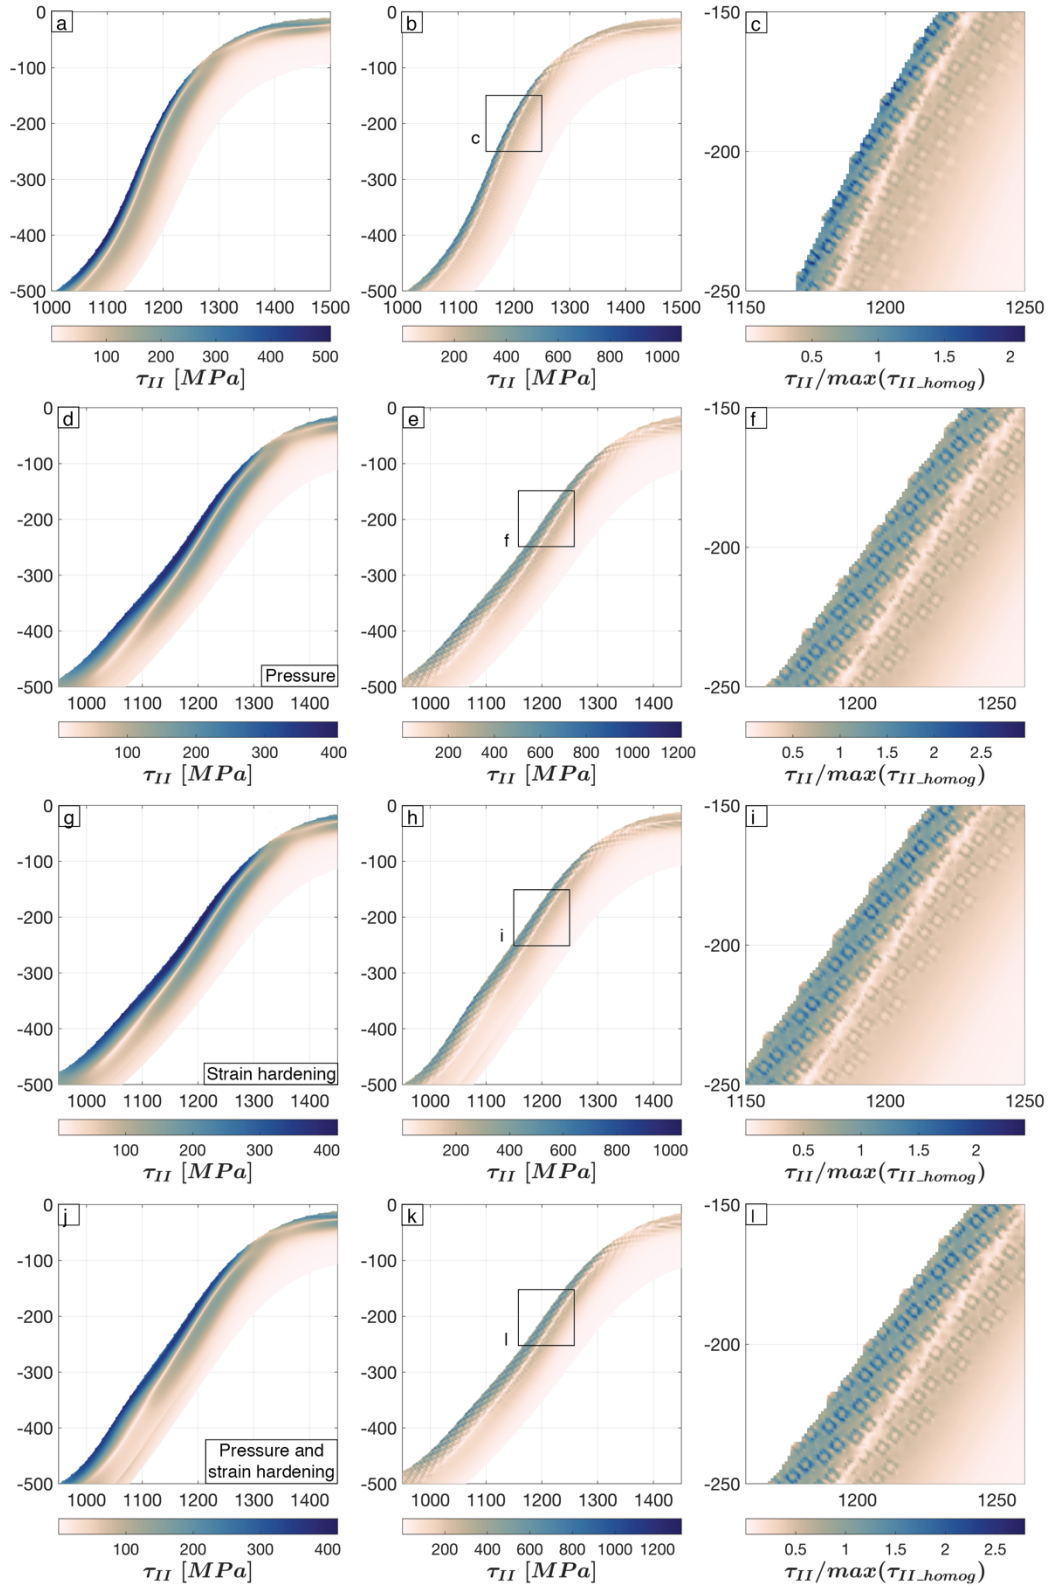 a
b
c
0
-100
-200
-300
-400
-500
1000 1100 1200 1300 1400 1500
100 200 300 400 500
τII [MPa]
0
-100
-200
-300
-400
-500
c
1000 1100 1200 1300 1400 1500
200 400 600 800 1000
τII [MPa]
-150
-200
-250
1150 1200 1250
0.5 1 1.5 2
τII/max(τII_homog)
d
e
f
0
-100
-200
-300
-400
-500
Pressure
1000 1100 1200 1300 1400
100 200 300 400
τII [MPa]
0
-100
-200
-300
-400
-500
f
1000 1100 1200 1300 1400
200 400 600 800 1000 1200
τII [MPa]
-150
-200
-250
1200 1250
0.5 1 1.5 2 2.5
τII/max(τII_homog)
g
h
i
0
-100
-200
-300
-400
-500
Strain hardening
1000 1100 1200 1300 1400
100 200 300 400
τII [MPa]
0
-100
-200
-300
-400
-500
i
1000 1100 1200 1300 1400
200 400 600 800 1000
τII [MPa]
-150
-200
-250
1150 1200 1250
0.5 1 1.5 2
τII/max(τII_homog)
j
k
l
0
-100
-200
-300
-400
-500
Pressure and
strain hardening
1000 1100 1200 1300 1400
100 200 300 400
τII [MPa]
0
-100
-200
-300
-400
-500
l
1000 1100 1200 1300 1400
200 400 600 800 1000 1200
τII [MPa]
-150
-200
-250
1200 1250
0.5 1 1.5 2 2.5
τII/max(τII_homog)